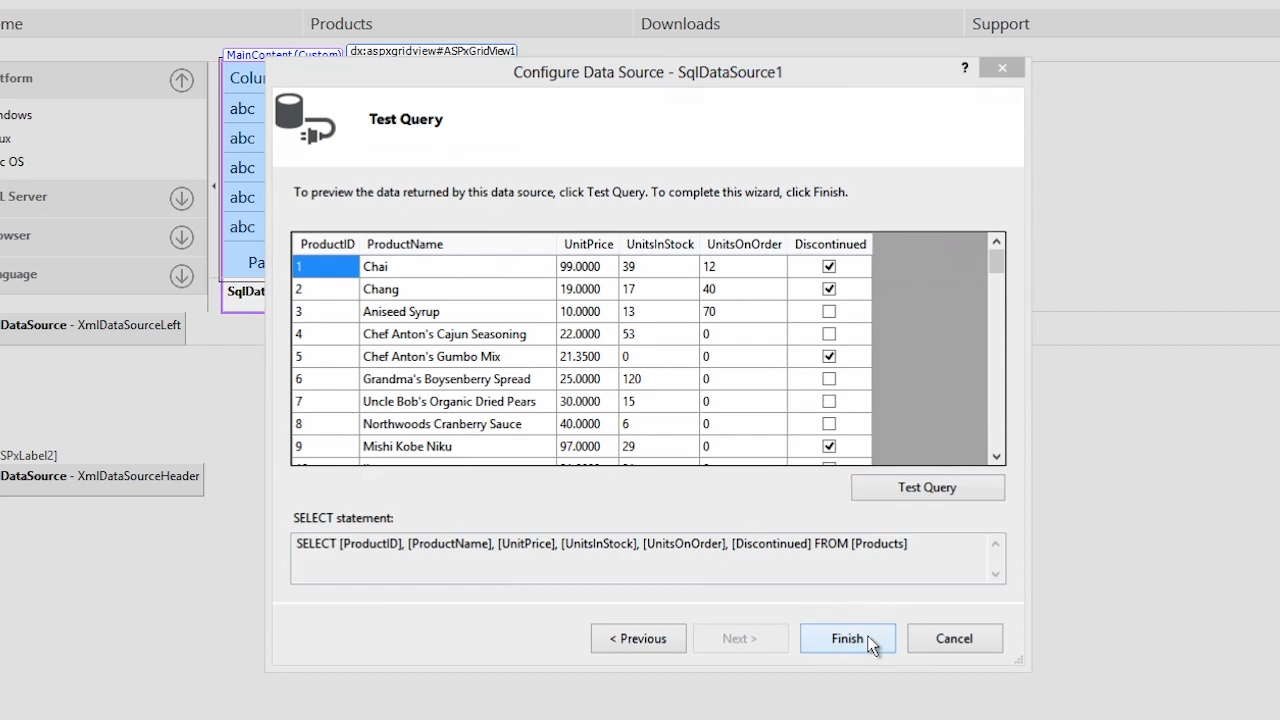 me Products Downloads Support
MainContent (Custom) dx:aspxgridview#ASPxGridView1
tform
ndows
ux
c OS
L Server
owser
nguage
Colu
abc
abc
abc
abc
abc
Pa
SqlDat
DataSource - XmlDataSourceLeft
SPxLabel2]
DataSource - XmlDataSourceHeader
Configure Data Source - SqlDataSource1
?
Test Query
To preview the data returned by this data source, click Test Query. To complete this wizard, click Finish.
ProductID ProductName UnitPrice UnitsInStock UnitsOnOrder Discontinued
1 Chai 99.0000 39 12
2 Chang 19.0000 17 40
3 Aniseed Syrup 10.0000 13 70
4 Chef Anton's Cajun Seasoning 22.0000 53 0
5 Chef Anton's Gumbo Mix 21.3500 0 0
6 Grandma's Boysenberry Spread 25.0000 120 0
7 Uncle Bob's Organic Dried Pears 30.0000 15 0
8 Northwoods Cranberry Sauce 40.0000 6 0
9 Mishi Kobe Niku 97.0000 29 0
Test Query
SELECT statement:
SELECT [ProductID], [ProductName], [UnitPrice], [UnitsInStock], [UnitsOnOrder], [Discontinued] FROM [Products]
< Previous Next > Finish Cancel